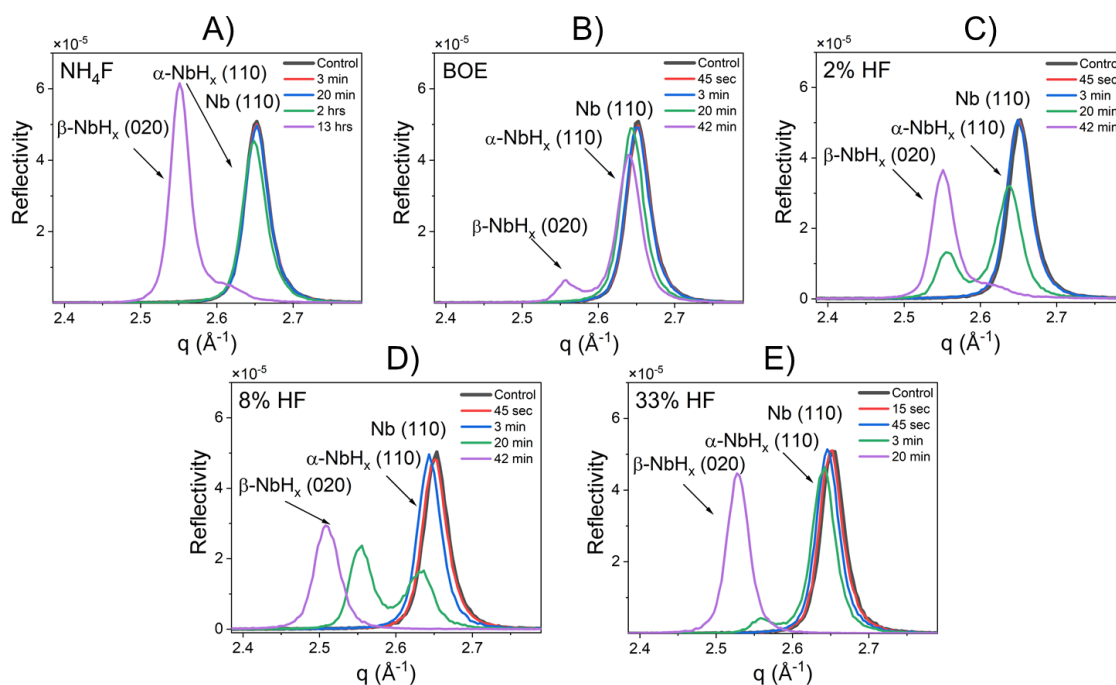 A)
×10⁻⁵
NH₄F
α-NbHₓ (110)
Nb (110)
β-NbHₓ (020)
Control
3 min
20 min
2 hrs
13 hrs
Reflectivity
6
4
2
2.4 2.5 2.6 2.7
q (Å⁻¹)
B)
×10⁻⁵
BOE
Nb (110)
α-NbHₓ (110)
β-NbHₓ (020)
Control
45 sec
3 min
20 min
42 min
Reflectivity
6
4
2
2.4 2.5 2.6 2.7
q (Å⁻¹)
C)
×10⁻⁵
2% HF
Nb (110)
α-NbHₓ (110)
β-NbHₓ (020)
Control
45 sec
3 min
20 min
42 min
Reflectivity
6
4
2
0
2.4 2.5 2.6 2.7
q (Å⁻¹)
D)
×10⁻⁵
8% HF
Nb (110)
α-NbHₓ (110)
β-NbHₓ (020)
Control
45 sec
3 min
20 min
42 min
Reflectivity
6
4
2
0
2.4 2.5 2.6 2.7
q (Å⁻¹)
E)
×10⁻⁵
33% HF
Nb (110)
α-NbHₓ (110)
β-NbHₓ (020)
Control
15 sec
45 sec
3 min
20 min
Reflectivity
6
4
2
2.4 2.5 2.6 2.7
q (Å⁻¹)